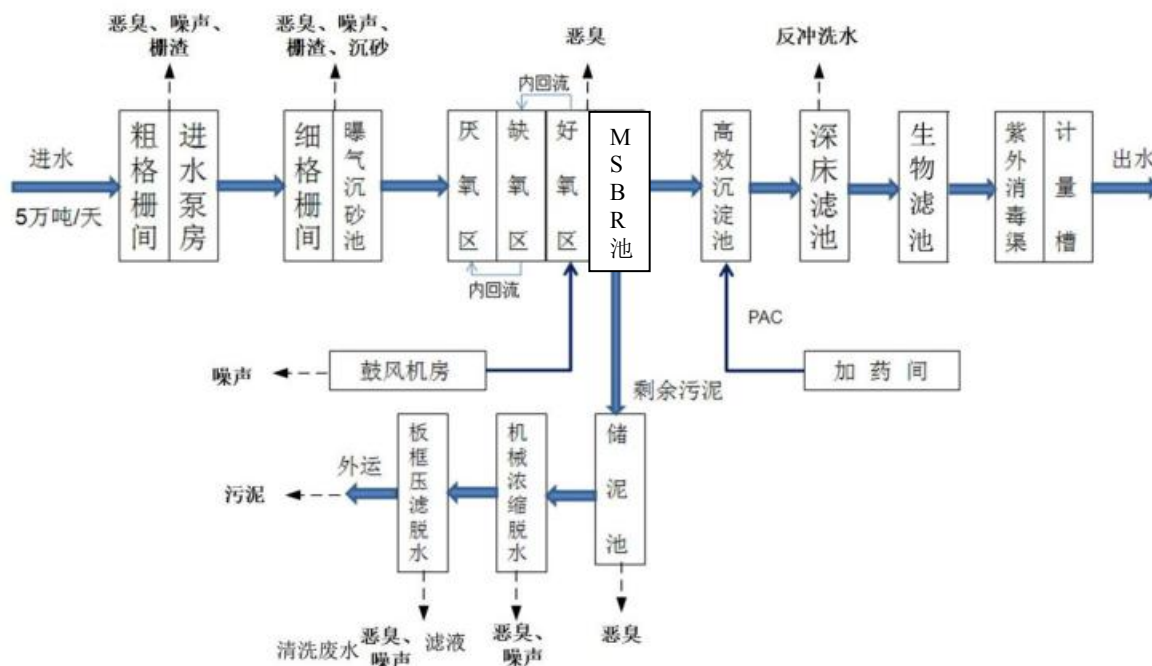 恶臭、噪声、
栅渣
恶臭、噪声、
栅渣、沉砂
恶臭
反冲洗水
内回流
进水
5万吨/天
粗格栅间
进水泵房
细格栅间
曝气沉砂池
厌氧区
缺氧区
好氧区
MSBR池
高效沉淀池
深床滤池
生物滤池
紫外消毒渠
计量槽
出水
内回流
PAC
噪声
鼓风机房
加药间
剩余污泥
外运
污泥
板框压滤脱水
机械浓缩脱水
储泥池
清洗废水
恶臭、
噪声
滤液
恶臭、
噪声
恶臭